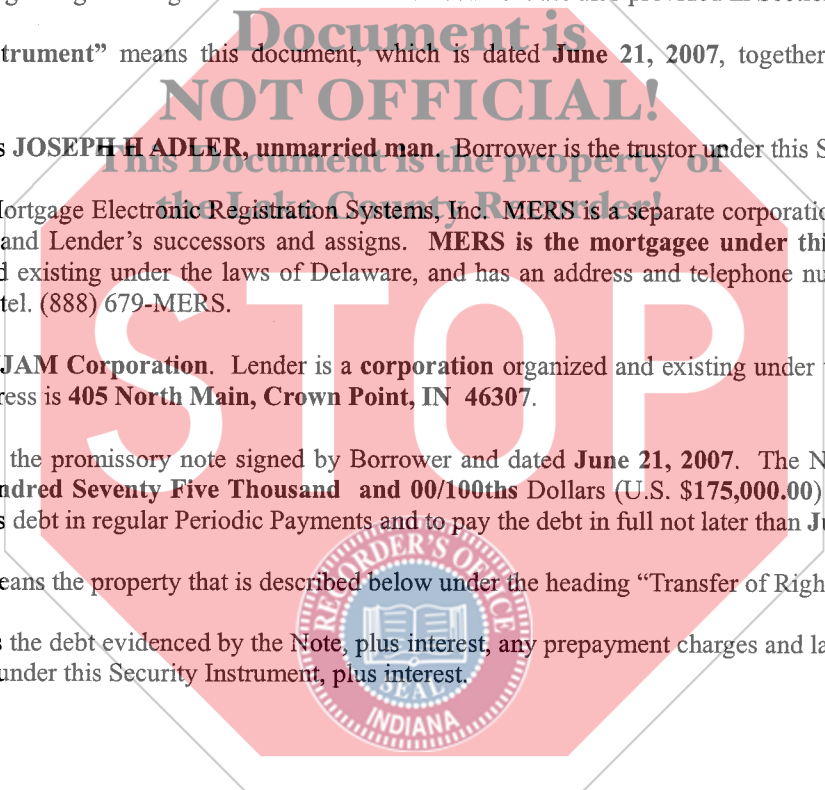 Document is
trument” means this document, which is dated June 21, 2007, together
NOT OFFICIAL!
s JOSEPH H ADLER, unmarried man. Borrower is the trustor under this S
This Document is the property of
the Lake County Recorder!
ortgage Electronic Registration Systems, Inc. MERS is a separate corporatio
and Lender’s successors and assigns. MERS is the mortgagee under thi
d existing under the laws of Delaware, and has an address and telephone nu
tel. (888) 679-MERS.
STOP
JAM Corporation. Lender is a corporation organized and existing under
ress is 405 North Main, Crown Point, IN 46307.
the promissory note signed by Borrower and dated June 21, 2007. The N
ndred Seventy Five Thousand and 00/100ths Dollars (U.S. $175,000.00)
s debt in regular Periodic Payments and to pay the debt in full not later than Ju
eans the property that is described below under the heading “Transfer of Righ
s the debt evidenced by the Note, plus interest, any prepayment charges and la
under this Security Instrument, plus interest.
RECORDER'S OFFICE
SEAL
INDIANA